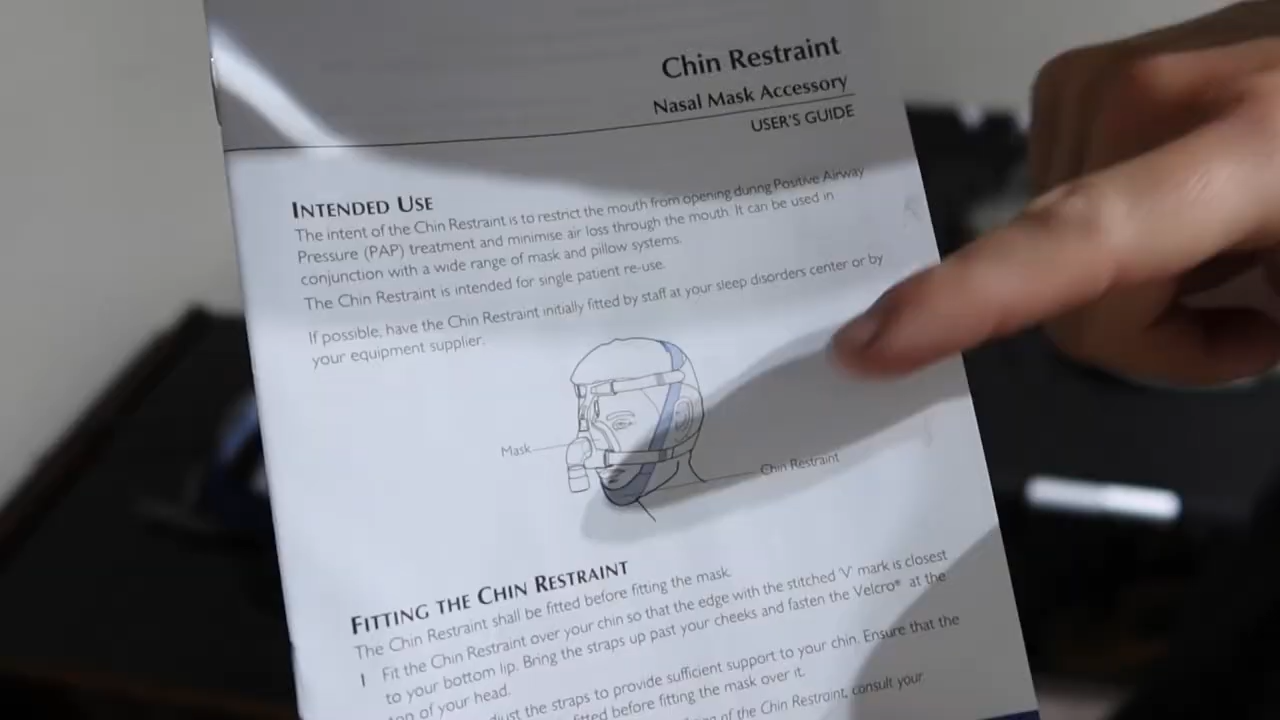 Chin Restraint
Nasal Mask Accessory
USER'S GUIDE
INTENDED USE
The intent of the Chin Restraint is to restrict the mouth from opening during Positive Airway
Pressure (PAP) treatment and minimise air loss through the mouth. It can be used in
conjunction with a wide range of mask and pillow systems.
The Chin Restraint is intended for single patient re-use.
If possible, have the Chin Restraint initially fitted by staff at your sleep disorders center or by
your equipment supplier.
Mask
Chin Restraint
FITTING THE CHIN RESTRAINT
The Chin Restraint shall be fitted before fitting the mask.
1 Fit the Chin Restraint over your chin so that the edge with the stitched 'V' mark is closest
to your bottom lip. Bring the straps up past your cheeks and fasten the Velcro® at the
of your head.
the straps to provide sufficient support to your chin. Ensure that the
fitted before fitting the mask over it.
of the Chin Restraint, consult your